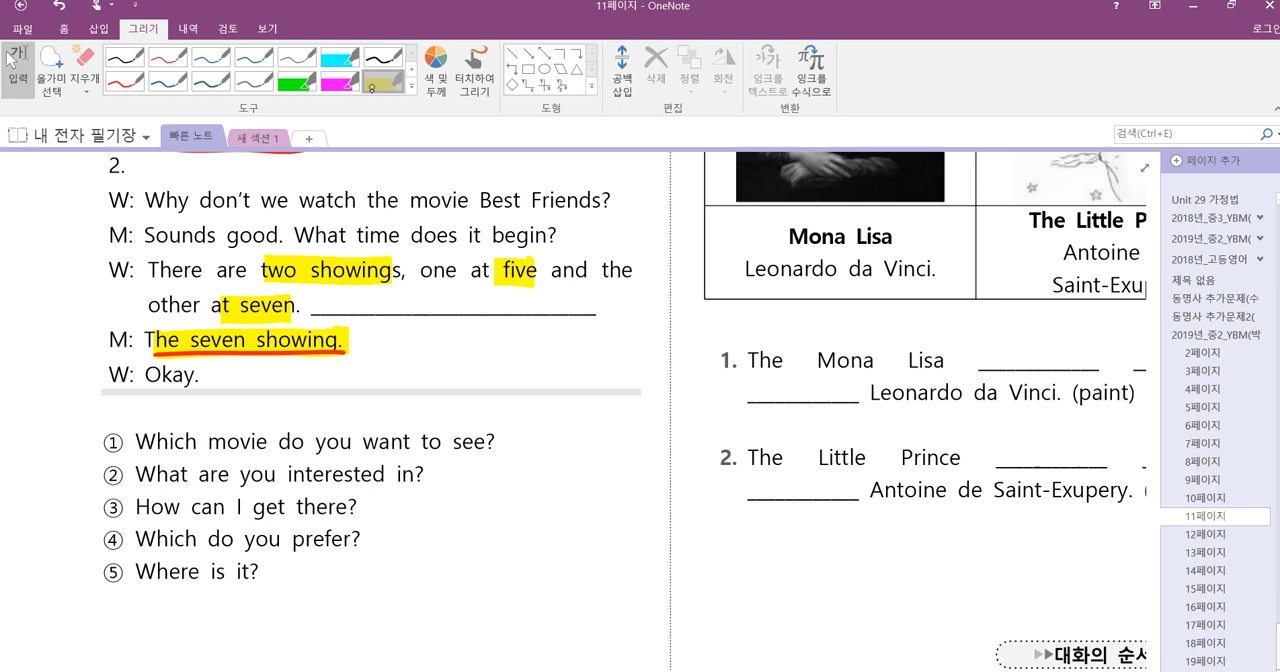 11페이지 - OneNote
?
파일 홈 삽입 그리기 내역 검토 보기
로그인
입력
올가미 선택
지우개
색 및 두께
터치하여 그리기
공백 삽입
삭제
정렬
회전
잉크를 텍스트로
잉크를 수식으로
도구
도형
편집
변환
내 전자 필기장
빠른 노트
새 섹션 1
+
검색(Ctrl+E)
2.
W: Why don't we watch the movie Best Friends?
M: Sounds good. What time does it begin?
W: There are two showings, one at five and the
other at seven. ______________________________
M: The seven showing.
W: Okay.
① Which movie do you want to see?
② What are you interested in?
③ How can I get there?
④ Which do you prefer?
⑤ Where is it?
Mona Lisa
Leonardo da Vinci.
The Little P
Antoine
Saint-Exup
1. The Mona Lisa ____________ _
____________ Leonardo da Vinci. (paint)
2. The Little Prince ____________ _
____________ Antoine de Saint-Exupery. (
▶▶대화의 순서
페이지 추가
Unit 29 가정법
2018년_중3_YBM(
2019년_중2_YBM(
2018년_고등영어
제목 없음
동명사 추가문제(수
동명사 추가문제2(
2019년_중2_YBM(박
2페이지
3페이지
4페이지
5페이지
6페이지
7페이지
8페이지
9페이지
10페이지
11페이지
12페이지
13페이지
14페이지
15페이지
16페이지
17페이지
18페이지
19페이지